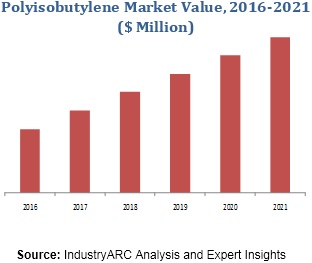 Polyisobutylene Market Value, 2016-2021
($ Million)
2016 2017 2018 2019 2020 2021
Source: IndustryARC Analysis and Expert Insights